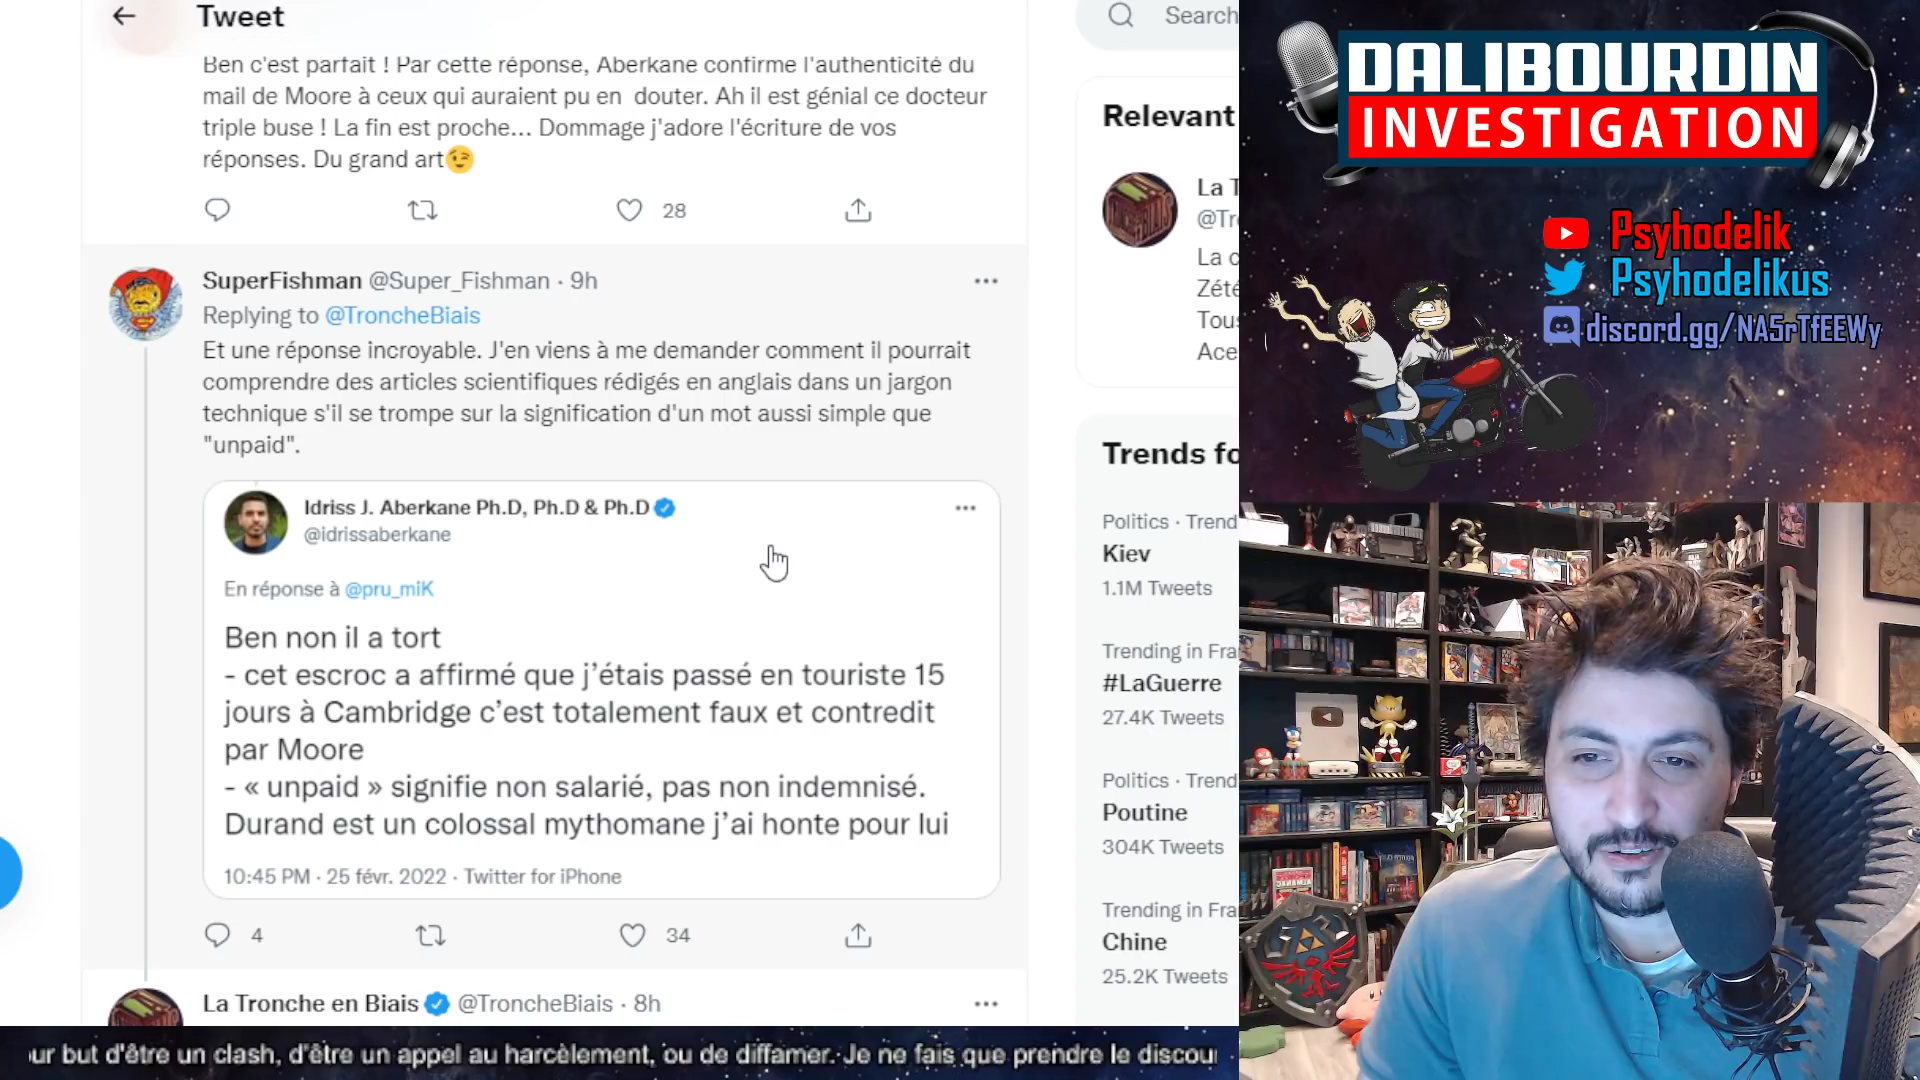 Tweet
Ben c'est parfait ! Par cette réponse, Aberkane confirme l'authenticité du
mail de Moore à ceux qui auraient pu en douter. Ah il est génial ce docteur
triple buse ! La fin est proche... Dommage j'adore l'écriture de vos
réponses. Du grand art😉
28
SuperFishman @Super_Fishman · 9h
Replying to @TroncheBiais
Et une réponse incroyable. J'en viens à me demander comment il pourrait
comprendre des articles scientifiques rédigés en anglais dans un jargon
technique s'il se trompe sur la signification d'un mot aussi simple que
"unpaid".
Idriss J. Aberkane Ph.D, Ph.D & Ph.D
@idrissaberkane
En réponse à @pru_miK
Ben non il a tort
- cet escroc a affirmé que j’étais passé en touriste 15
jours à Cambridge c’est totalement faux et contredit
par Moore
- « unpaid » signifie non salarié, pas non indemnisé.
Durand est un colossal mythomane j’ai honte pour lui
10:45 PM · 25 févr. 2022 · Twitter for iPhone
4
34
La Tronche en Biais @TroncheBiais · 8h
Search
Relevant
La T
@Tr
La c
Zété
Tous
Ace
Trends fo
Politics · Trend
Kiev
1.1M Tweets
Trending in Fra
#LaGuerre
27.4K Tweets
Politics · Trend
Poutine
304K Tweets
Trending in Fra
Chine
25.2K Tweets
DALIBOURDIN
INVESTIGATION
Psyhodelik
Psyhodelikus
discord.gg/NA5rTfEEWy
ur but d'être un clash, d'être un appel au harcèlement, ou de diffamer. Je ne fais que prendre le discour